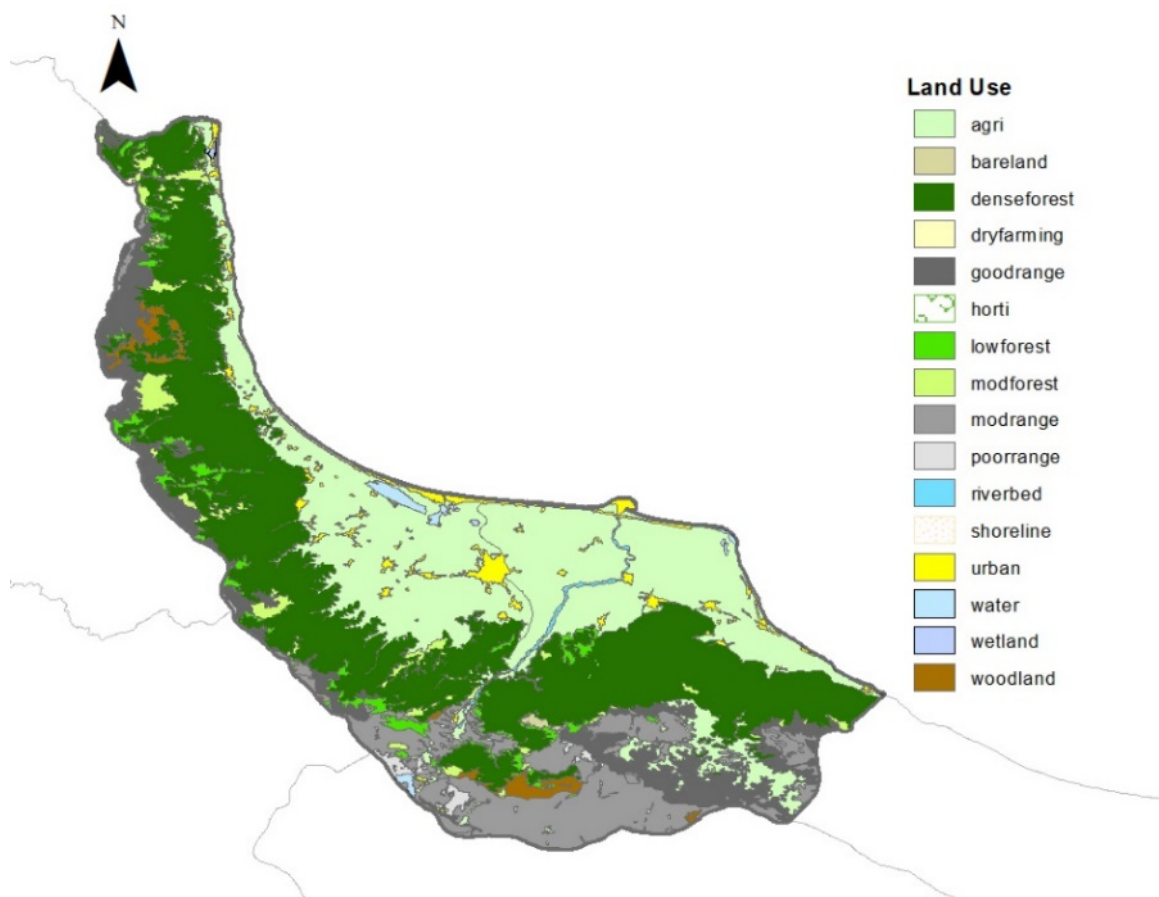 N
Land Use
agri
bareland
denseforest
dryfarming
goodrange
horti
lowforest
modforest
modrange
poorrange
riverbed
shoreline
urban
water
wetland
woodland